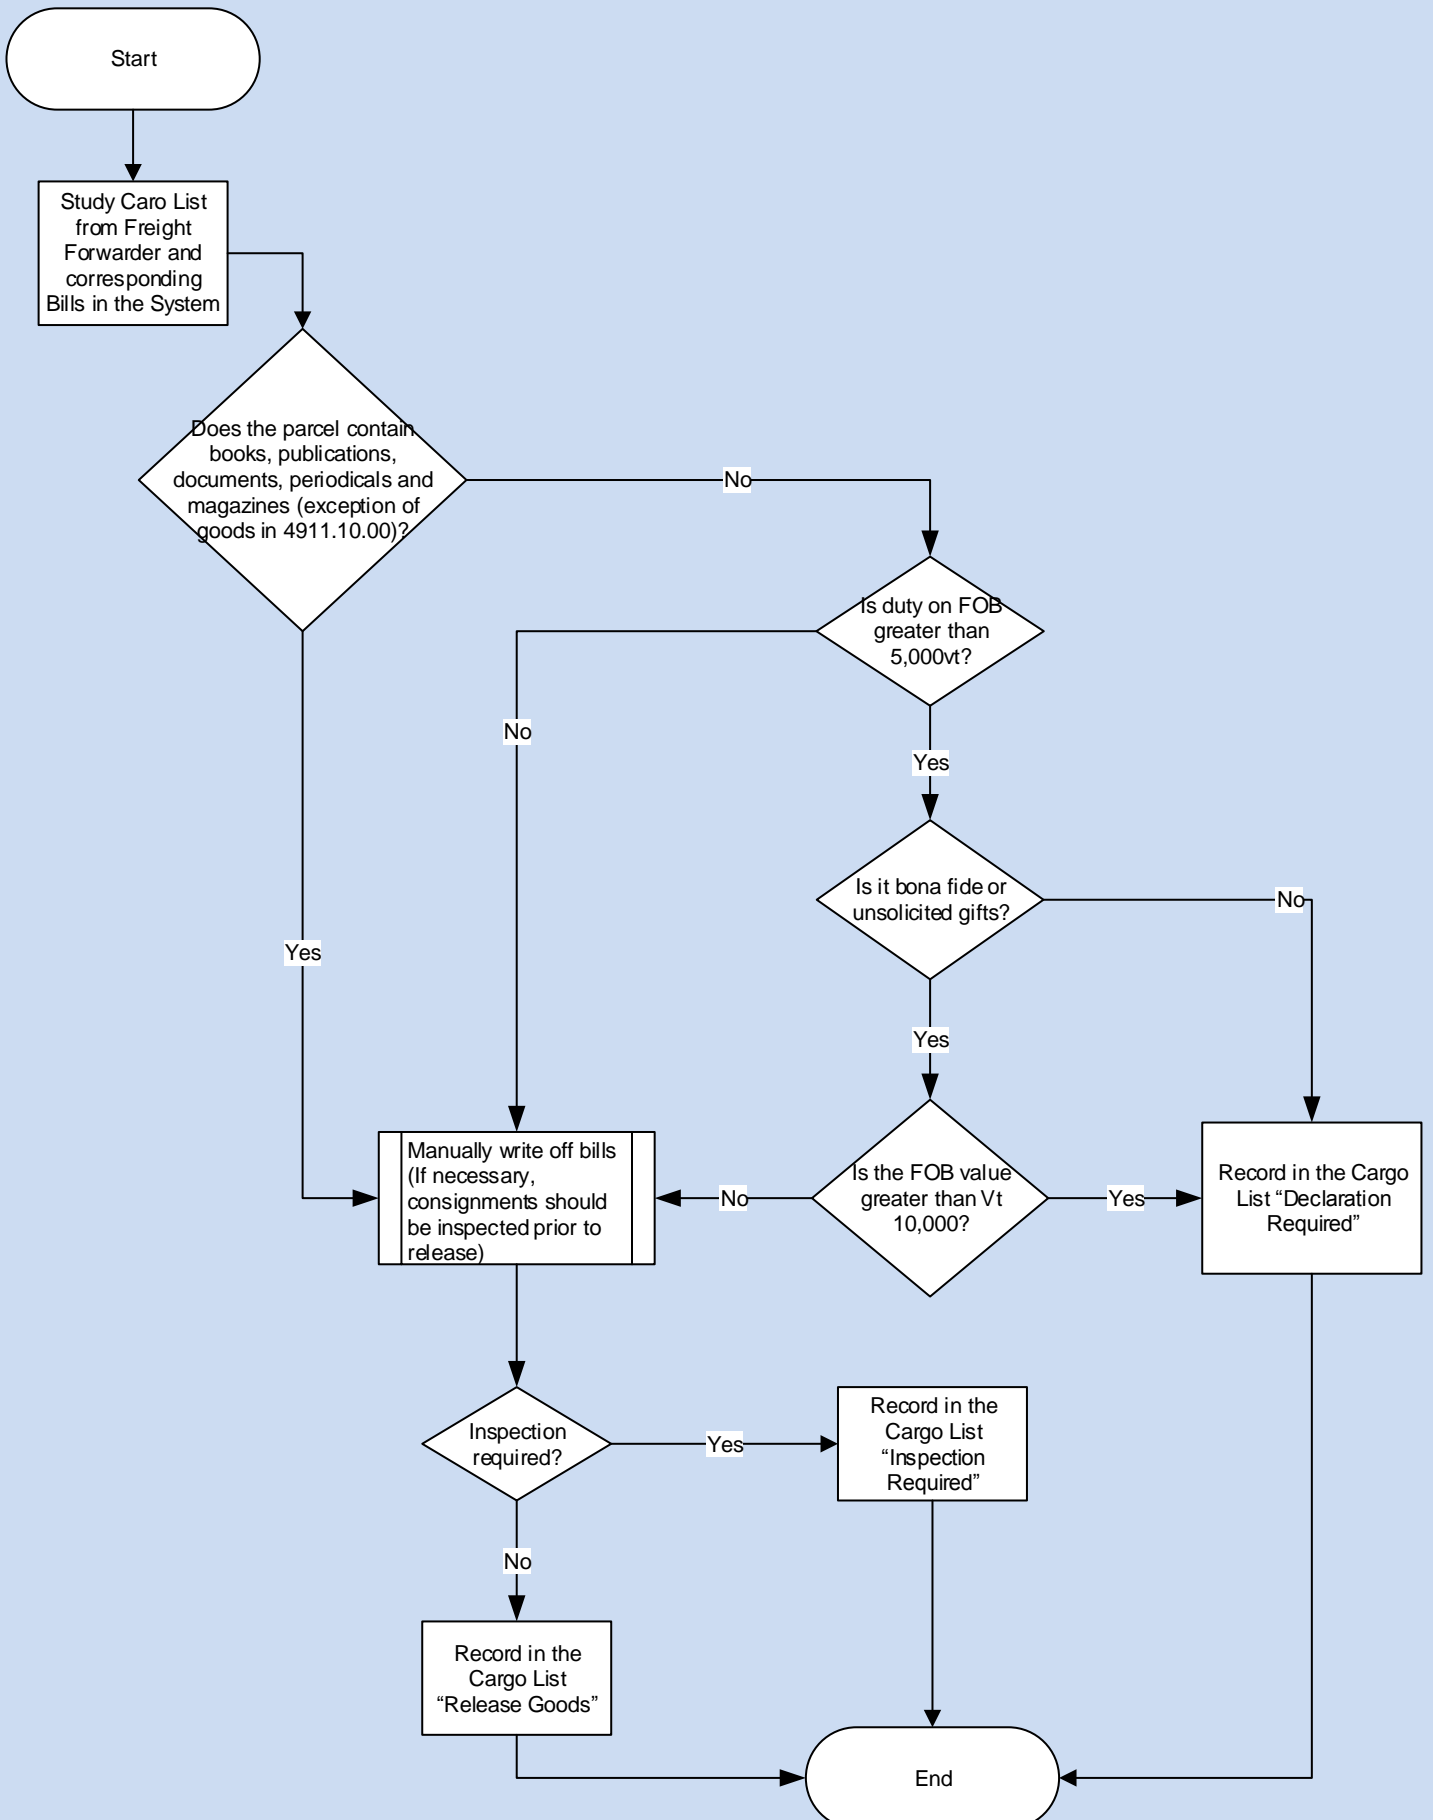 Start
Study Caro List
from Freight
Forwarder and
corresponding
Bills in the System
Does the parcel contain
books, publications,
documents, periodicals and
magazines (exception of
goods in 4911.10.00)?
No
Is duty on FOB
greater than
5,000vt?
No
Yes
Is it bona fide or
unsolicited gifts?
No
Yes
Yes
Is the FOB value
greater than Vt
10,000?
No
Yes
Manually write off bills
(If necessary,
consignments should
be inspected prior to
release)
Record in the Cargo
List “Declaration
Required”
Inspection
required?
Yes
Record in the
Cargo List
“Inspection
Required”
No
Record in the
Cargo List
“Release Goods”
End